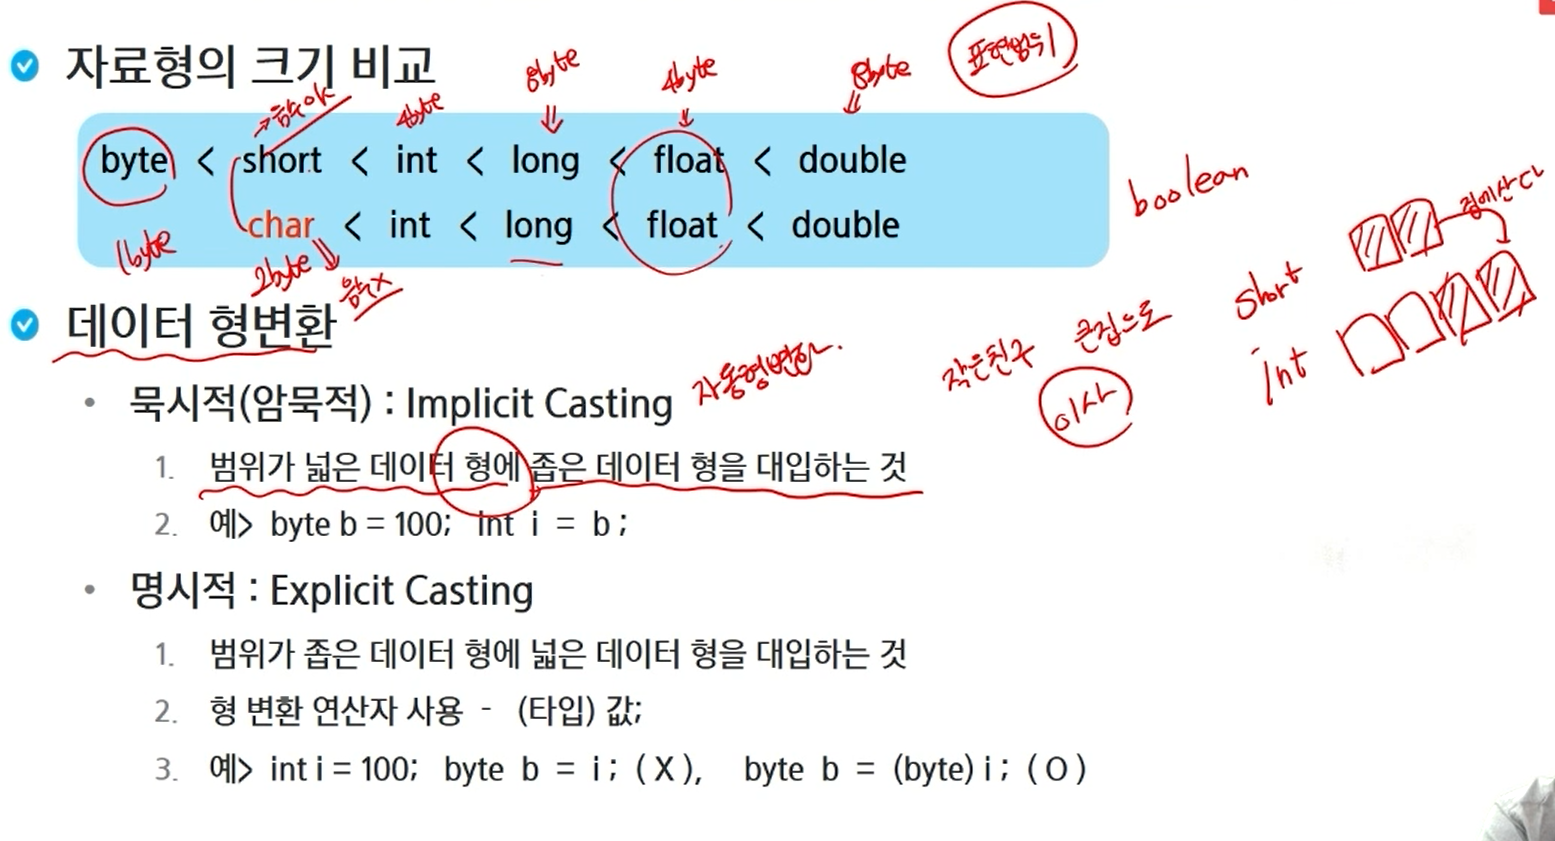 자료형의 크기 비교
8byte 4byte 8byte 표현범위
→음수OK 4byte
byte < short < int < long < float < double
char < int < long < float < double
boolean
1byte 2byte 음수X
집에산다
short
int
데이터 형변환
작은친구 큰집으로
이사
묵시적(암묵적) : Implicit Casting 자동형변환
1. 범위가 넓은 데이터 형에 좁은 데이터 형을 대입하는 것
2. 예> byte b = 100; int i = b ;
명시적 : Explicit Casting
1. 범위가 좁은 데이터 형에 넓은 데이터 형을 대입하는 것
2. 형 변환 연산자 사용 - (타입) 값;
3. 예> int i = 100; byte b = i ; ( X ), byte b = (byte) i ; ( O )